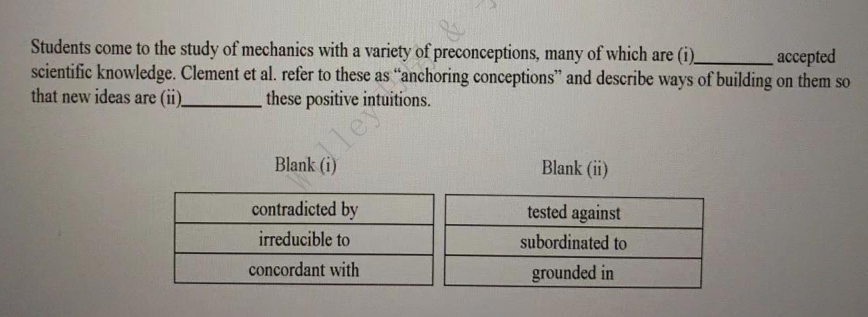 Students come to the study of mechanics with a variety of preconceptions, many of which are (i)________ accepted
scientific knowledge. Clement et al. refer to these as “anchoring conceptions” and describe ways of building on them so
that new ideas are (ii)________ these positive intuitions.
Blank (i)
Blank (ii)
contradicted by
tested against
irreducible to
subordinated to
concordant with
grounded in